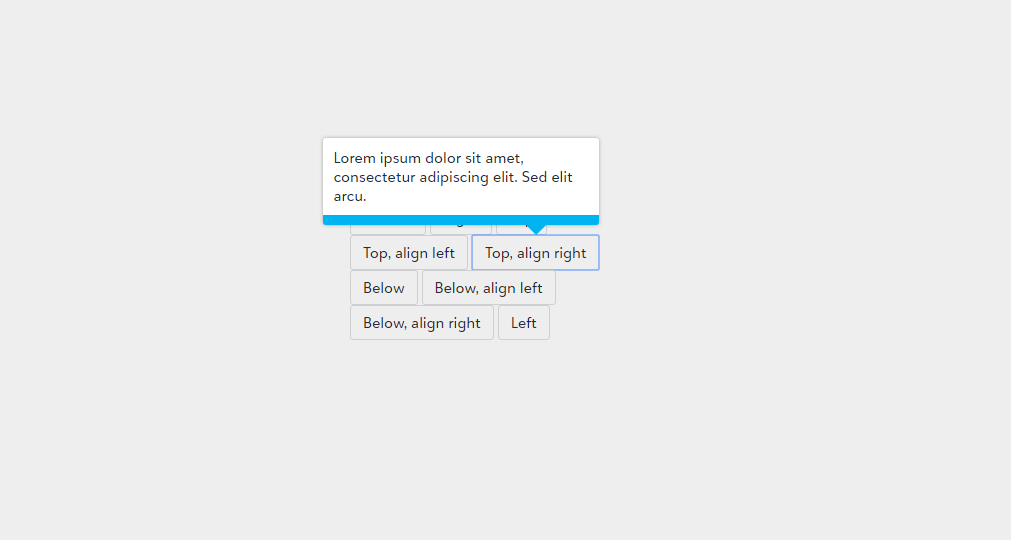 Lorem ipsum dolor sit amet,
consectetur adipiscing elit. Sed elit
arcu.
Top, align left Top, align right
Below Below, align left
Below, align right Left